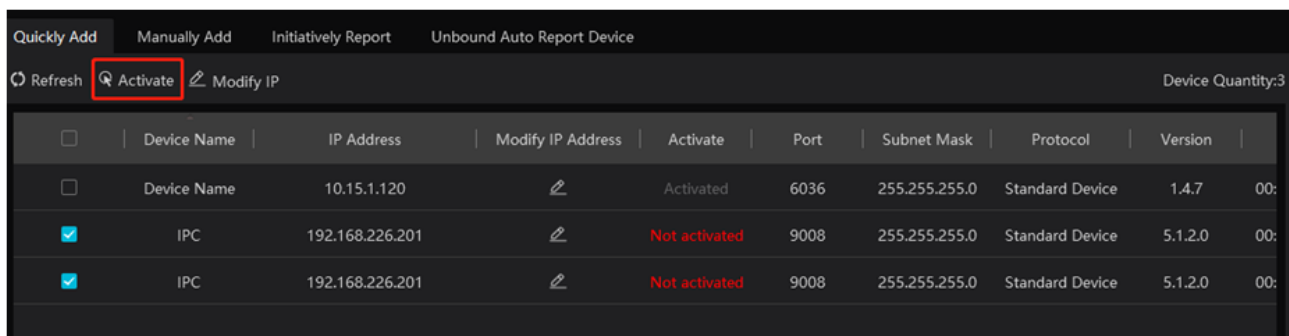 Quickly Add Manually Add Initiatively Report Unbound Auto Report Device
Refresh Activate Modify IP Device Quantity:3
Device Name IP Address Modify IP Address Activate Port Subnet Mask Protocol Version
Device Name 10.15.1.120 Activated 6036 255.255.255.0 Standard Device 1.4.7 00:
IPC 192.168.226.201 Not activated 9008 255.255.255.0 Standard Device 5.1.2.0 00:
IPC 192.168.226.201 Not activated 9008 255.255.255.0 Standard Device 5.1.2.0 00: